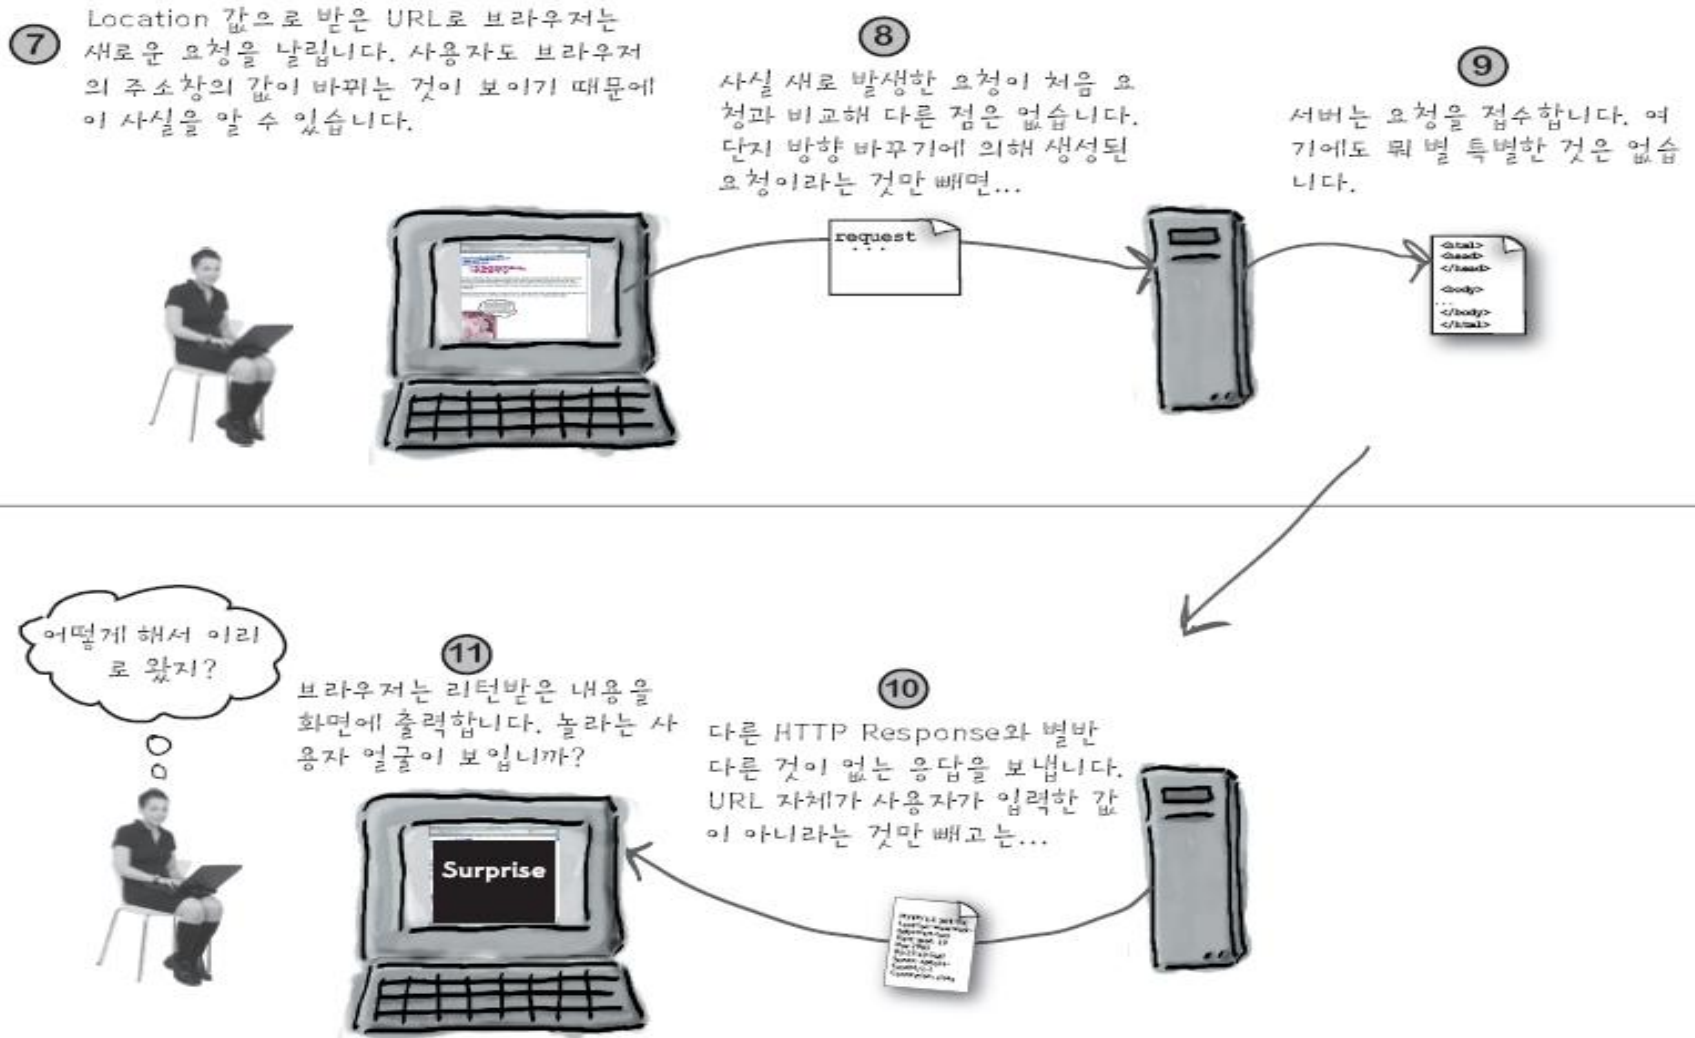 7
Location 값으로 받은 URL로 브라우저는
새로운 요청을 날립니다. 사용자도 브라우저
의 주소창의 값이 바뀌는 것이 보이기 때문에
이 사실을 알 수 있습니다.
8
사실 새로 발생한 요청이 처음 요
청과 비교해 다른 점은 없습니다.
단지 방향 바꾸기에 의해 생성된
요청이라는 것만 빼면...
9
서버는 요청을 접수합니다. 여
기에도 뭐 별 특별한 것은 없습
니다.
request
...
<html>
<head>
</head>
<body>
...
</body>
</html>
어떻게 해서 이리
로 왔지?
11
브라우저는 리턴받은 내용을
화면에 출력합니다. 놀라는 사
용자 얼굴이 보입니까?
Surprise
10
다른 HTTP Response와 별반
다른 것이 없는 응답을 보냅니다.
URL 자체가 사용자가 입력한 값
이 아니라는 것만 빼고는...